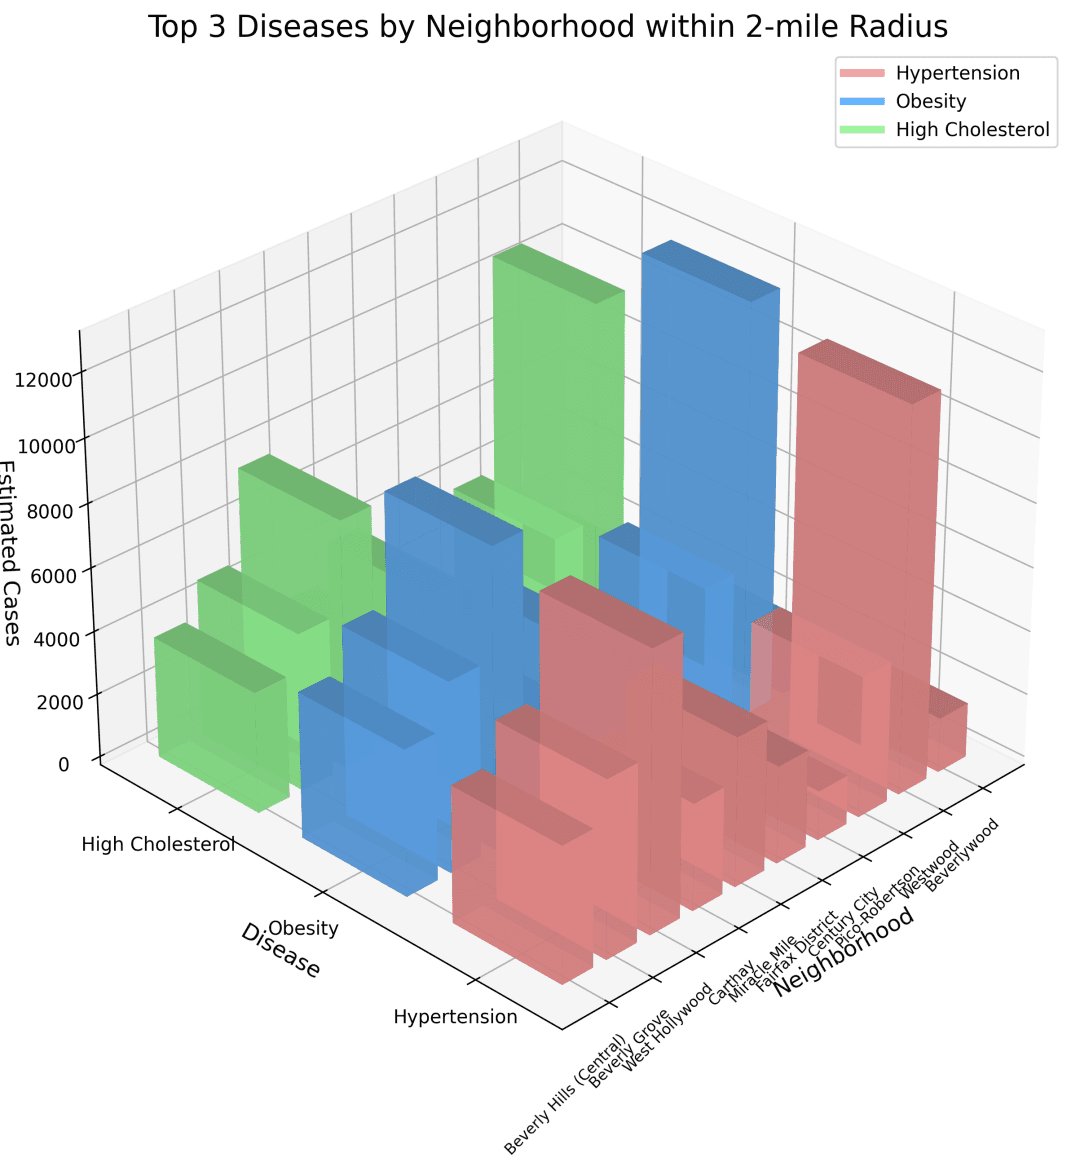 Top 3 Diseases by Neighborhood within 2-mile Radius
Hypertension
Obesity
High Cholesterol
12000
10000
8000
6000
4000
2000
0
Estimated Cases
High Cholesterol
Obesity
Hypertension
Disease
Beverly Hills (Central)
Beverly Grove
West Hollywood
Carthay
Miracle Mile
Fairfax District
Century City
Pico-Robertson
Westwood
Beverlywood
Neighborhood